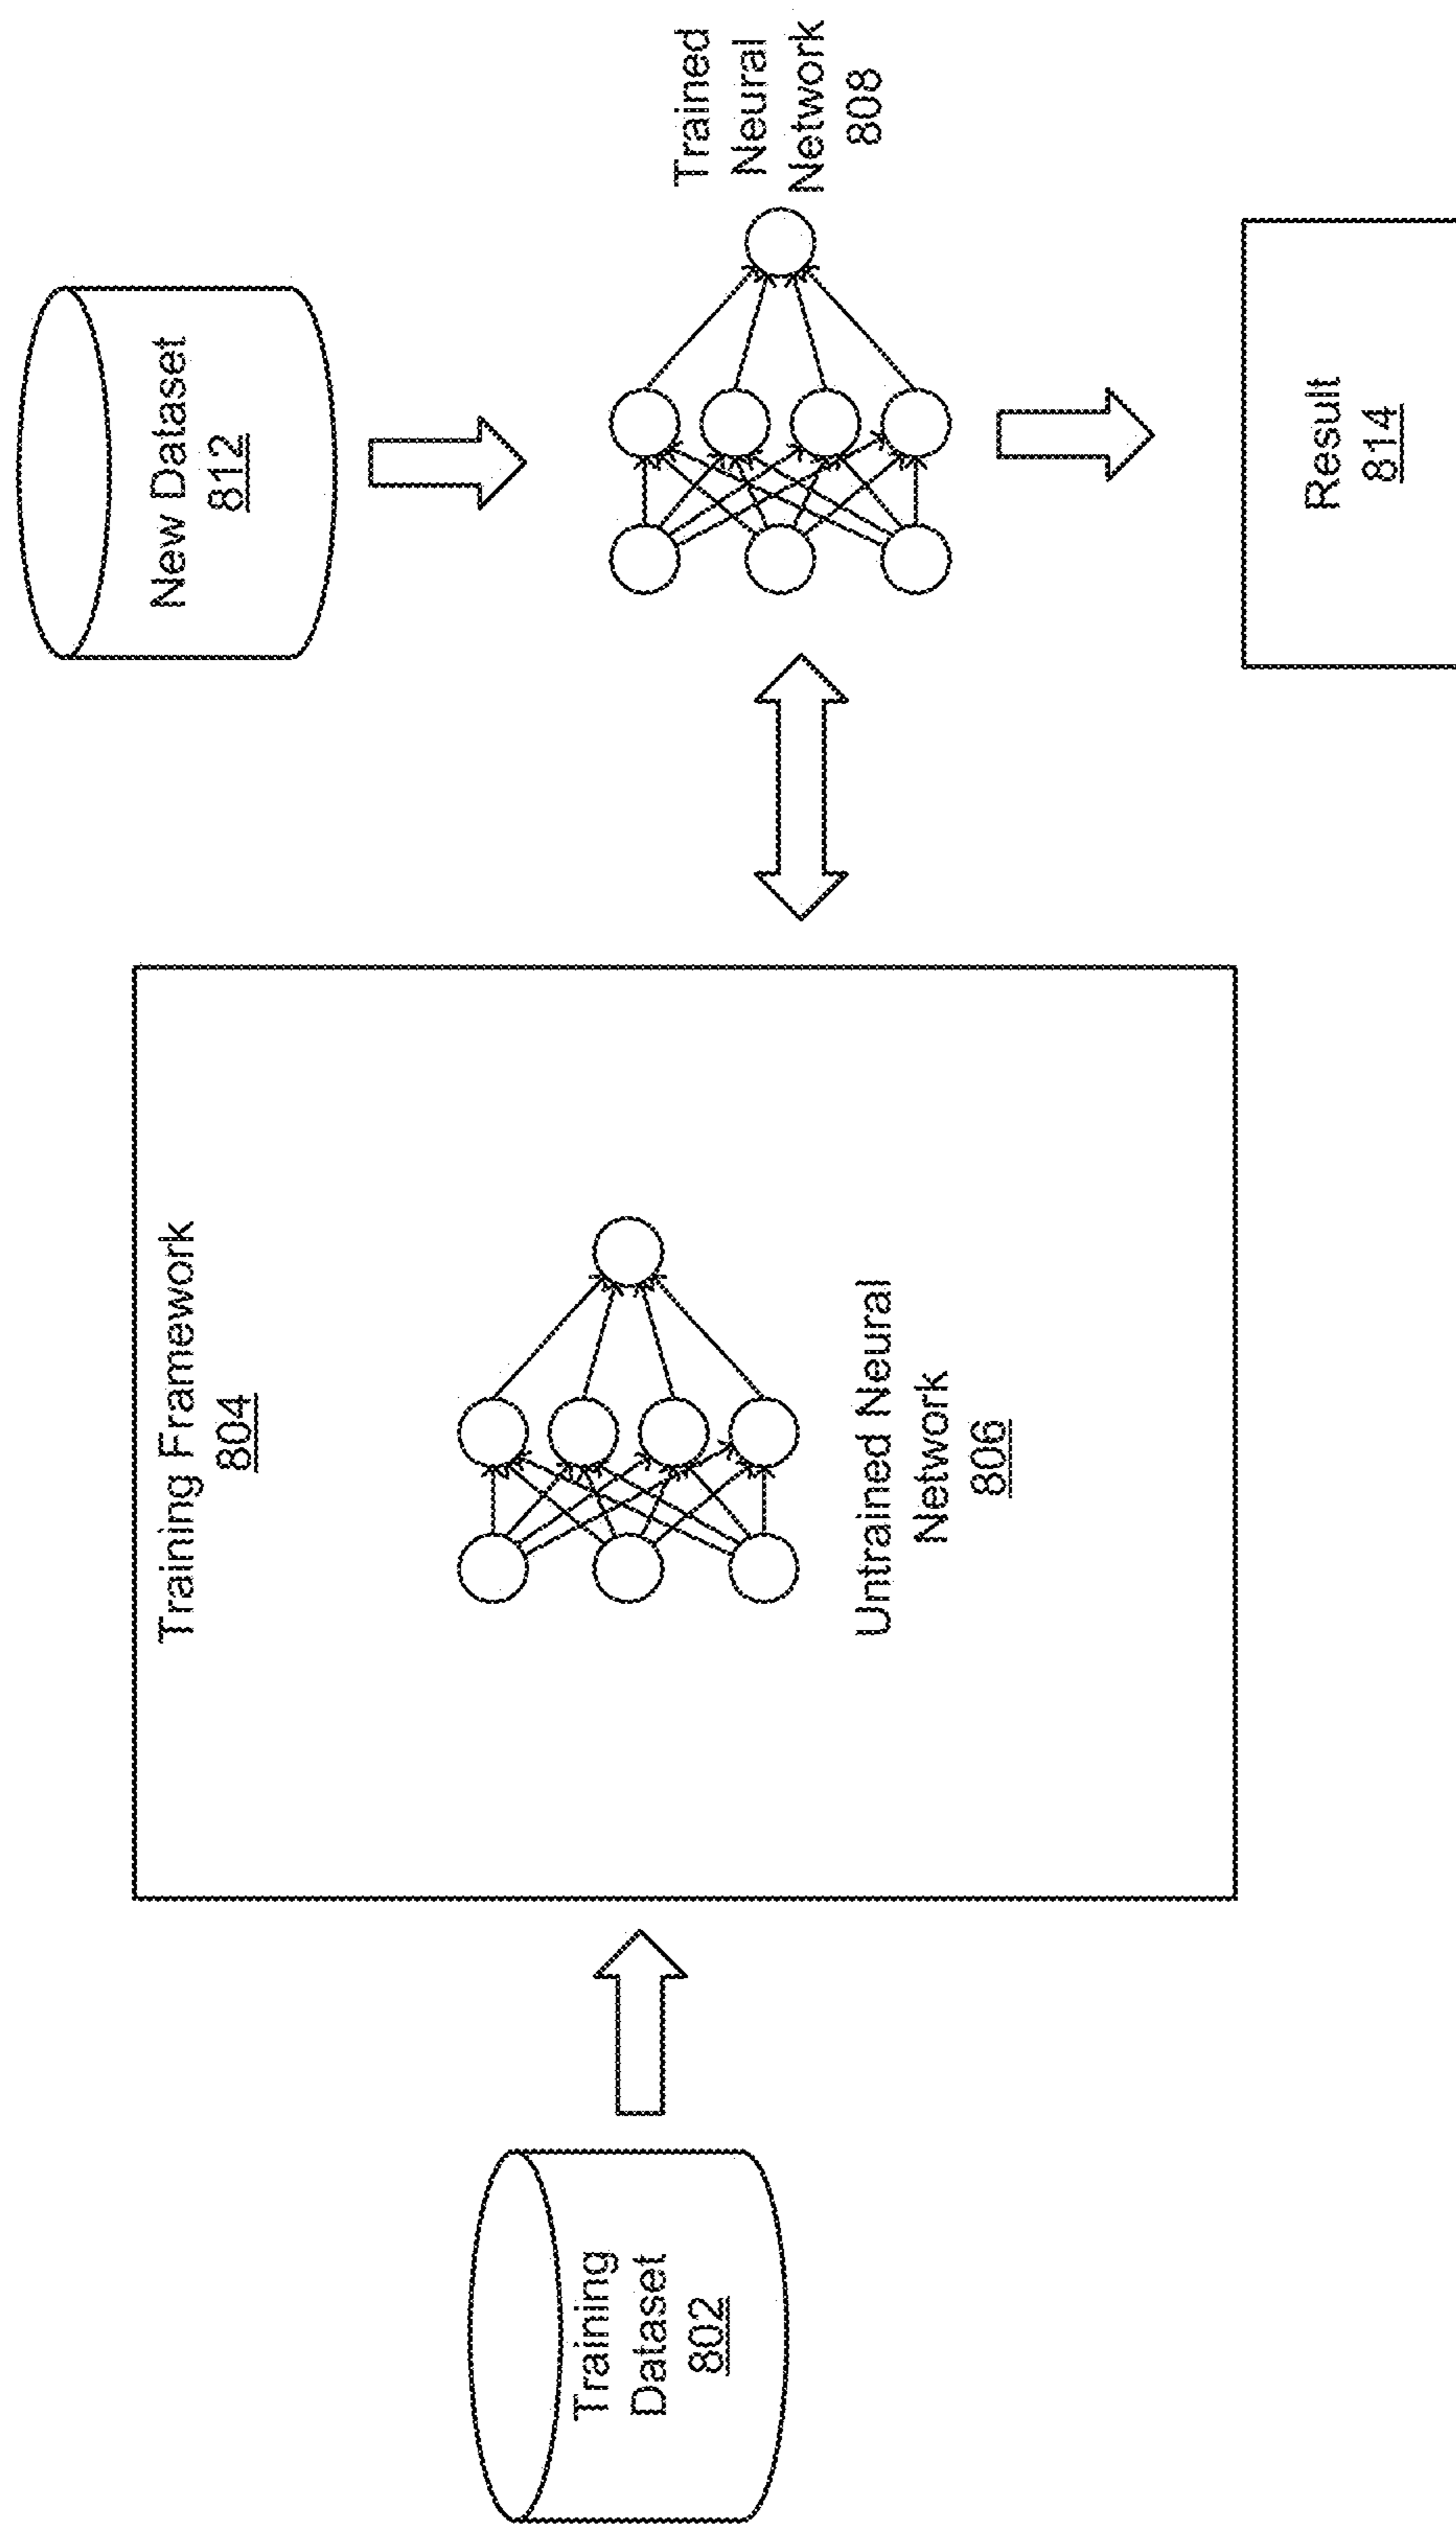 Training
Dataset
802
Training Framework
804
Untrained Neural
Network
806
New Dataset
812
Trained
Neural
Network
808
Result
814